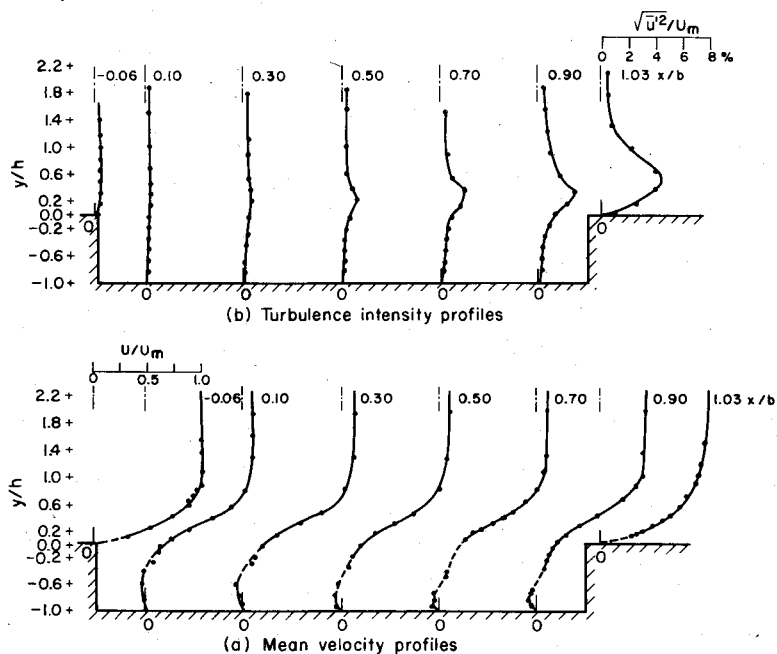 √u̅'²/Um
0 2 4 6 8 %
2.2 + -0.06 0.10 0.30 0.50 0.70 0.90 1.03 x/b
1.8 +
1.4 +
1.0 +
0.6 +
0.2 +
0.0 +
-0.2 +
-0.6 +
-1.0 +
y/h
0 0
0 0 0 0 0
(b) Turbulence intensity profiles
U/Um
0 0.5 1.0
2.2 + -0.06 0.10 0.30 0.50 0.70 0.90 1.03 x/b
1.8 +
1.4 +
1.0 +
0.6 +
0.2 +
0.0 +
-0.2 +
-0.6 +
-1.0 +
y/h
0 0
0 0 0 0 0
(a) Mean velocity profiles